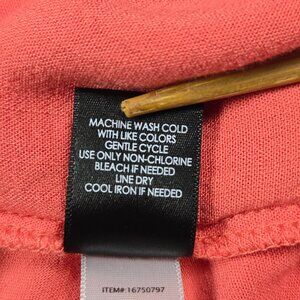 MACHINE WASH COLD
WITH LIKE COLORS
GENTLE CYCLE
USE ONLY NON-CHLORINE
BLEACH IF NEEDED
LINE DRY
COOL IRON IF NEEDED
ITEM#:16750797